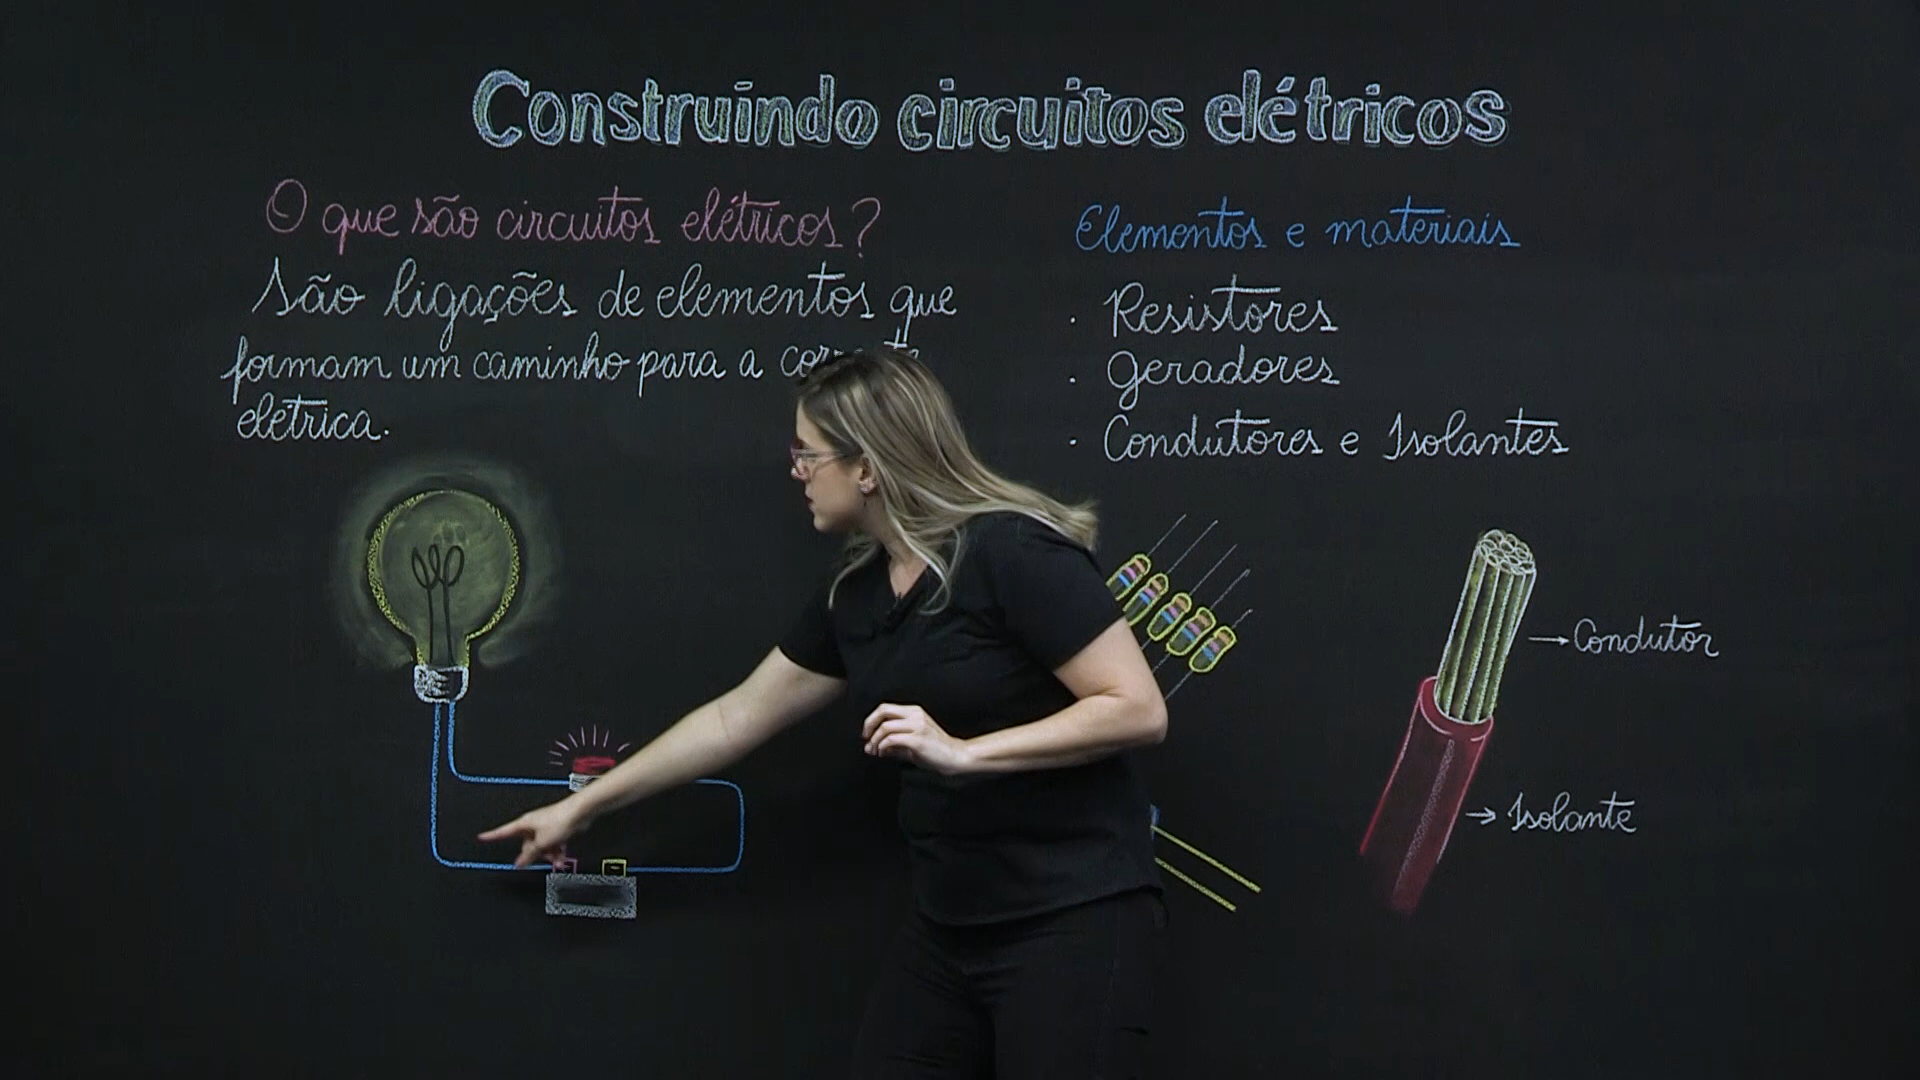 Construindo circuitos elétricos
O que são circuitos elétricos?
São ligações de elementos que
formam um caminho para a
elétrica.
Elementos e materiais
· Resistores
· Geradores
· Condutores e Isolantes
→ Condutor
→ Isolante